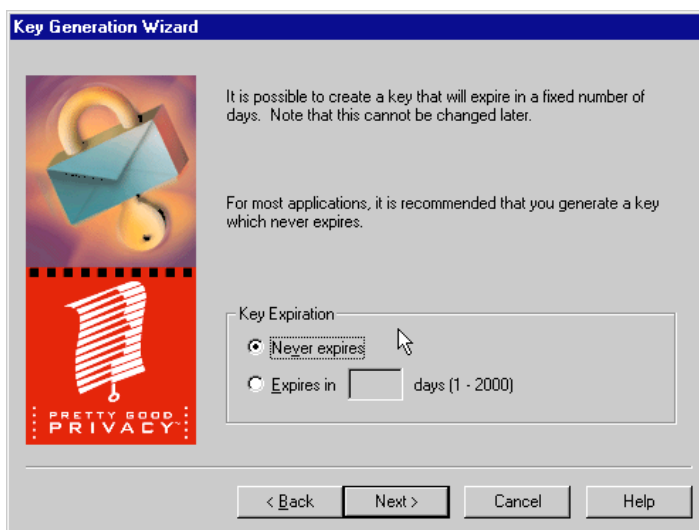 Key Generation Wizard
It is possible to create a key that will expire in a fixed number of
days. Note that this cannot be changed later.
For most applications, it is recommended that you generate a key
which never expires.
Key Expiration
Never expires
Expires in days (1 - 2000)
PRETTY GOOD
PRIVACY™
< Back Next > Cancel Help